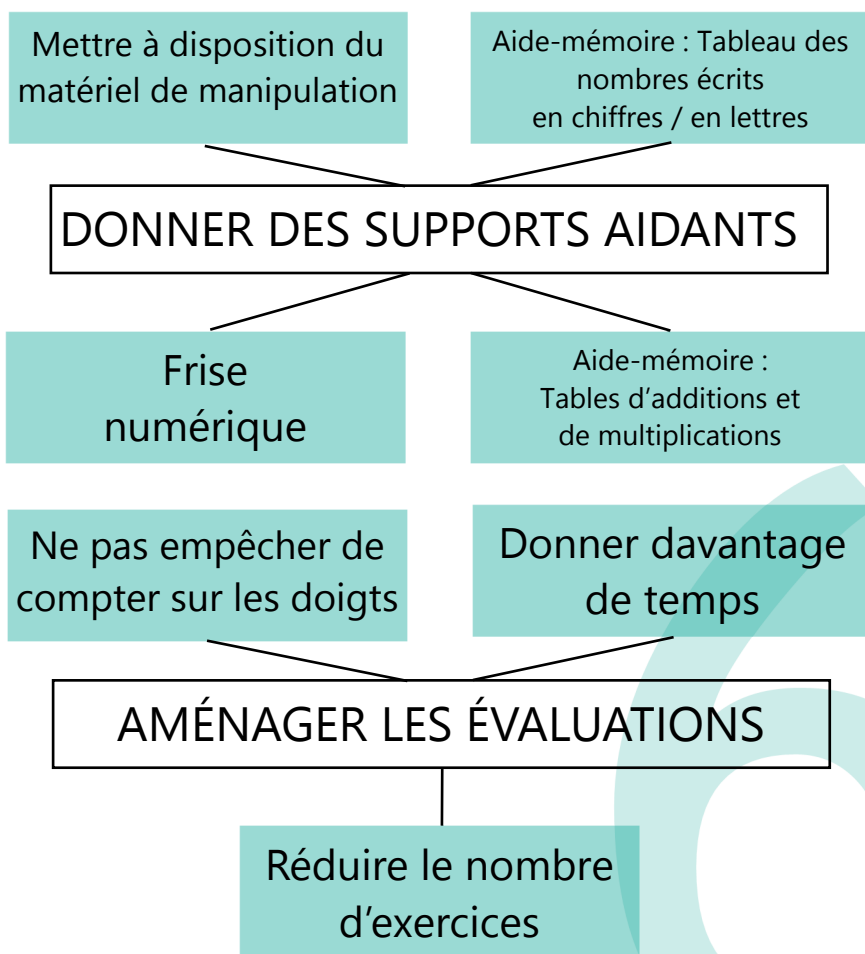 Mettre à disposition du
matériel de manipulation
Aide-mémoire : Tableau des
nombres écrits
en chiffres / en lettres
DONNER DES SUPPORTS AIDANTS
Frise
numérique
Aide-mémoire :
Tables d'additions et
de multiplications
Ne pas empêcher de
compter sur les doigts
Donner davantage
de temps
AMÉNAGER LES ÉVALUATIONS
Réduire le nombre
d'exercices